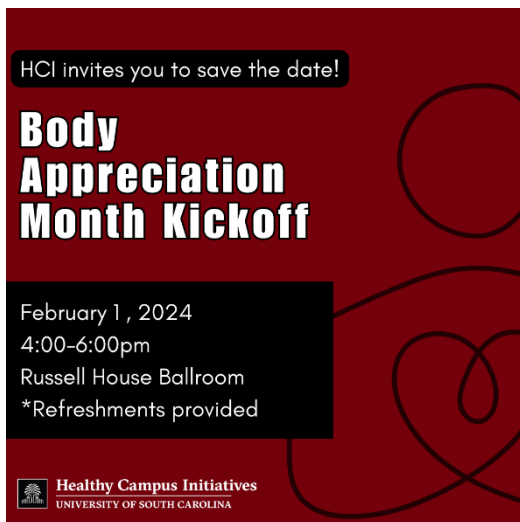 HCI invites you to save the date!
Body
Appreciation
Month Kickoff
February 1, 2024
4:00-6:00pm
Russell House Ballroom
*Refreshments provided
Healthy Campus Initiatives
UNIVERSITY OF SOUTH CAROLINA